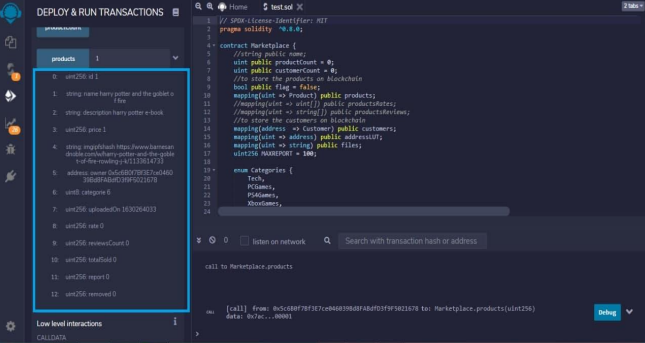 DEPLOY & RUN TRANSACTIONS
productCount
products
1
0: uint256: id 1
1: string: name harry potter and the goblet o
f fire
2: string: description harry potter e-book
3: uint256: price 1
4: string: imgipfshash https://www.barnesan
dnoble.com/w/harry-potter-and-the-goble
t-of-fire-rowling-j-k/1133614733
5: address: owner 0x5c6B0f7Bf3E7ce0460
398d8FABdfD3f9F5021678
6: uint8: categorie 6
7: uint256: uploadedOn 1630264033
8: uint256: rate 0
9: uint256: reviewsCount 0
10: uint256: totalSold 0
11: uint256: report 0
12: uint256: removed 0
Low level interactions
i
CALLDATA
Home
test.sol
2 tabs
1 // SPDX-License-Identifier: MIT
2 pragma solidity ^0.8.0;
3
4 contract Marketplace {
5 //string public name;
6 uint public productCount = 0;
7 uint public customerCount = 0;
8 //to store the products on blockchain
9 bool public flag = false;
10 mapping(uint => Product) public products;
11 //mapping(uint => uint[]) public productsRates;
12 //mapping(uint => string[]) public productsReviews;
13 //to store the customers on blockchain
14 mapping(address => Customer) public customers;
15 mapping(uint => address) public addressLUT;
16 mapping(uint => string) public files;
17 uint256 MAXREPORT = 100;
18
19 enum Categories {
20 Tech,
21 PCGames,
22 PS4Games,
23 XboxGames,
24
0
listen on network
Search with transaction hash or address
call to Marketplace.products
CALL [call] from: 0x5c6B0f7Bf3E7ce0460398d8FABdfD3f9F5021678 to: Marketplace.products(uint256)
data: 0x7ac...00001
Debug
>